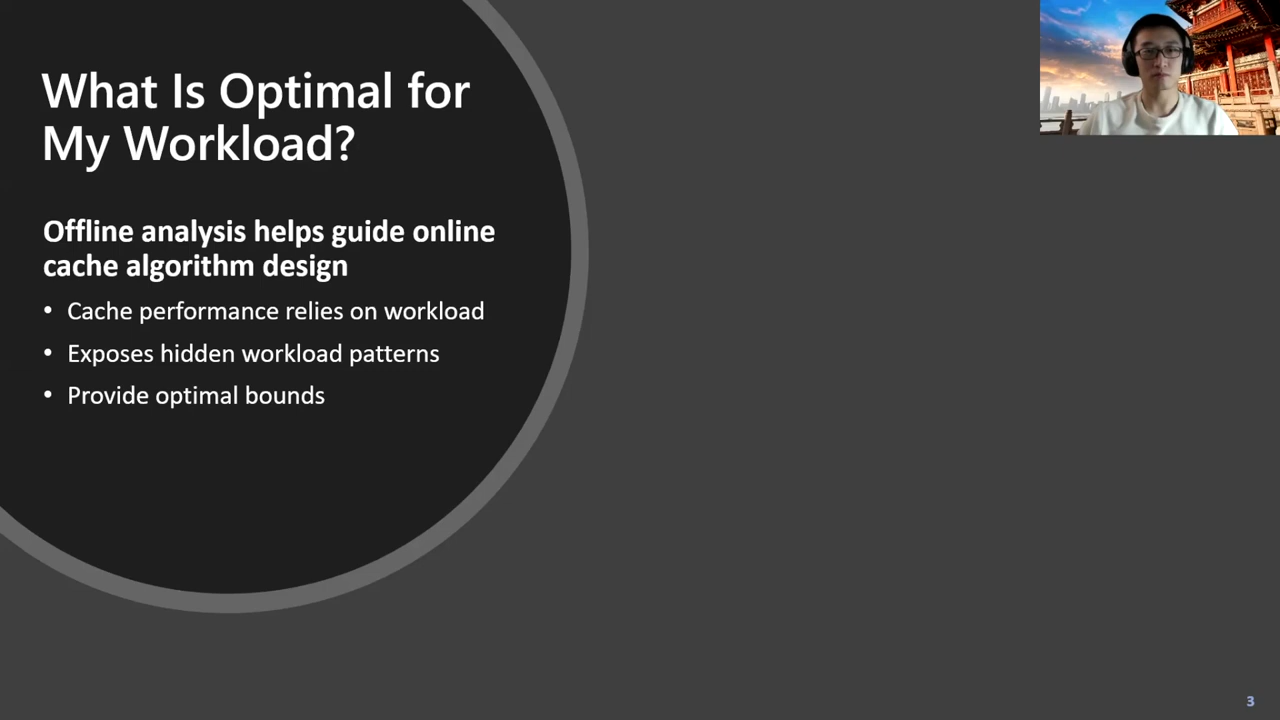 What Is Optimal for
My Workload?
Offline analysis helps guide online
cache algorithm design
• Cache performance relies on workload
• Exposes hidden workload patterns
• Provide optimal bounds
3